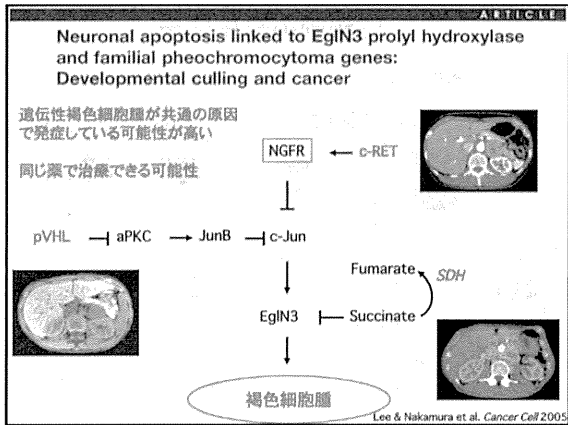 ARTICLE
Neuronal apoptosis linked to EglN3 prolyl hydroxylase
and familial pheochromocytoma genes:
Developmental culling and cancer
遺伝性褐色細胞腫が共通の原因
で発症している可能性が高い
同じ薬で治療できる可能性
NGFR
c-RET
pVHL
aPKC
JunB
c-Jun
Fumarate
SDH
EglN3
Succinate
褐色細胞腫
Lee & Nakamura et al. Cancer Cell 2005